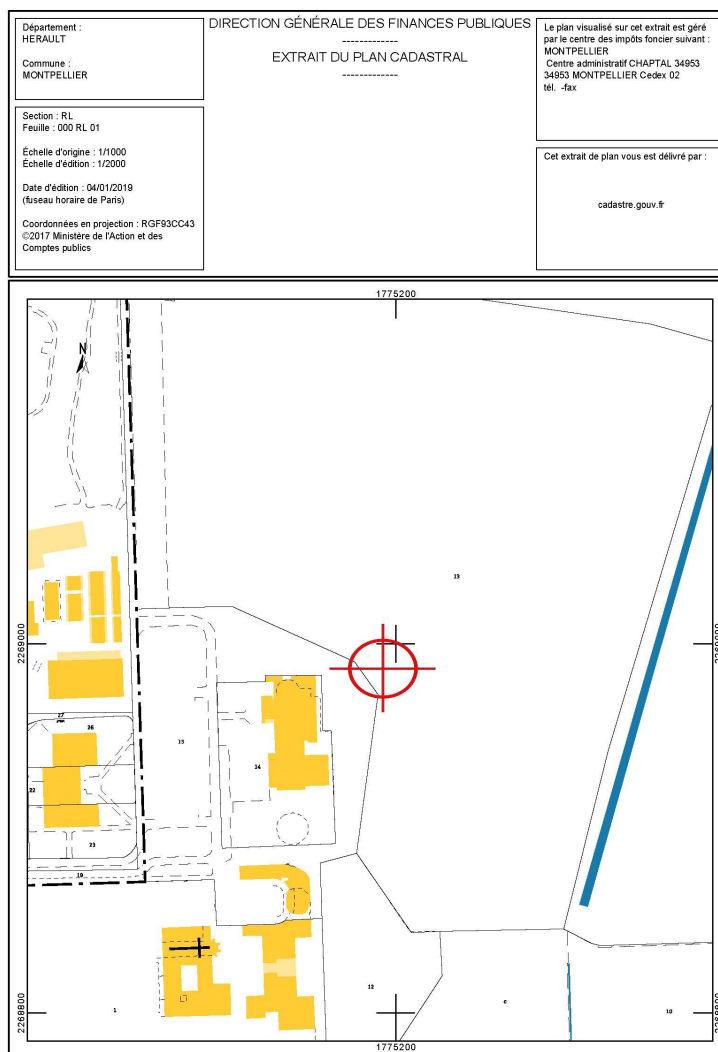 Département :
HERAULT
Commune :
MONTPELLIER
Section : RL
Feuille : 000 RL 01
Échelle d'origine : 1/1000
Échelle d'édition : 1/2000
Date d'édition : 04/01/2019
(fuseau horaire de Paris)
Coordonnées en projection : RGF93CC43
©2017 Ministère de l'Action et des
Comptes publics
DIRECTION GÉNÉRALE DES FINANCES PUBLIQUES
-------------
EXTRAIT DU PLAN CADASTRAL
-------------
Le plan visualisé sur cet extrait est géré
par le centre des impôts foncier suivant :
MONTPELLIER
Centre administratif CHAPTAL 34953
34953 MONTPELLIER Cedex 02
tél. -fax
Cet extrait de plan vous est délivré par :
cadastre.gouv.fr
1775200
N
13
2269000
2269000
27
26
15
14
22
23
19
12
6
10
1
2268800
2268800
1775200